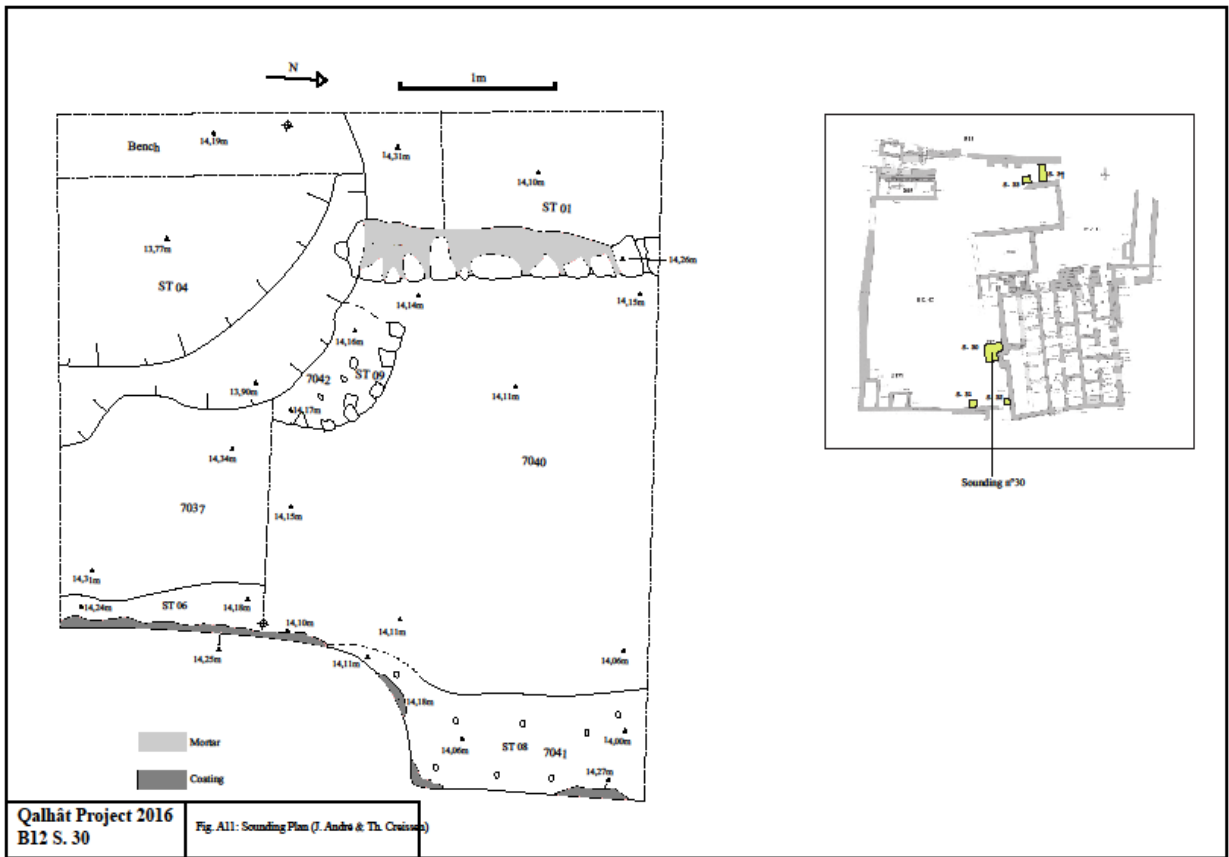 N
1m
Bench
14,19m
14,31m
14,10m
ST 01
13,77m
ST 04
14,26m
14,14m
14,15m
14,16m
ST 09
7042
13,90m
14,17m
14,11m
14,34m
7040
7037
14,15m
14,31m
14,24m
ST 06
14,18m
14,10m
14,25m
14,11m
14,11m
14,06m
14,18m
14,06m
ST 08
7041
14,00m
14,27m
Mortar
Coating
Sounding n°30
S. 30
Qalhât Project 2016
B12 S. 30
Fig. A11: Sounding Plan (J. André & Th. Creissen)